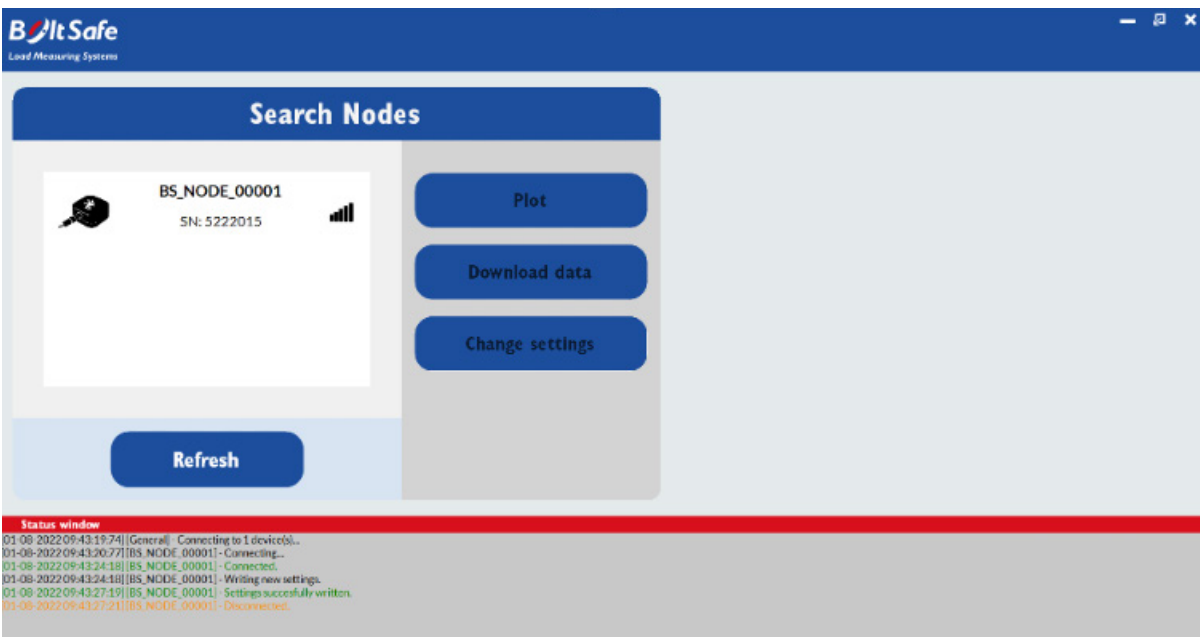 BoltSafe
Load Measuring Systems
Search Nodes
BS_NODE_00001
SN: 5222015
Plot
Download data
Change settings
Refresh
Status window
01-08-2022 09:43:19:74] [General] - Connecting to 1 device(s)...
01-08-2022 09:43:20:77] [BS_NODE_00001] - Connecting...
01-08-2022 09:43:24:18] [BS_NODE_00001] - Connected.
01-08-2022 09:43:24:18] [BS_NODE_00001] - Writing new settings.
01-08-2022 09:43:27:19] [BS_NODE_00001] - Settings succesfully written.
01-08-2022 09:43:27:21] [BS_NODE_00001] - Disconnected.